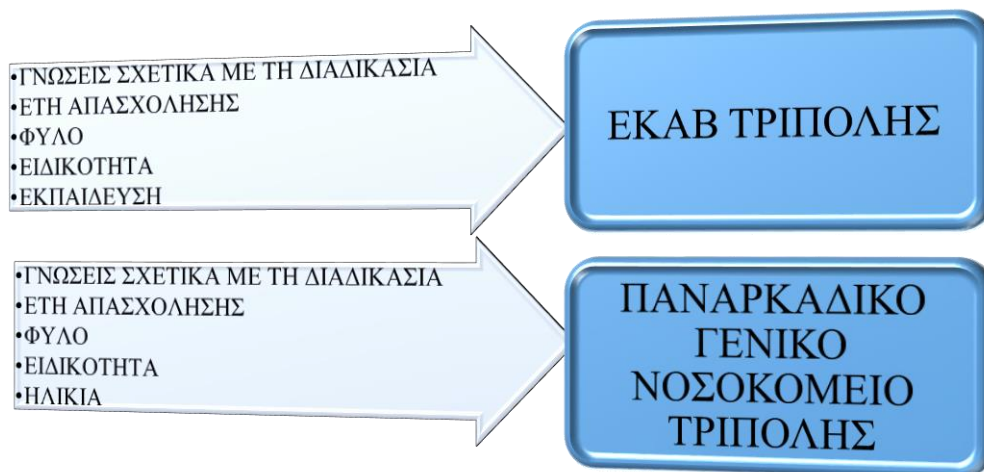 •ΓΝΩΣΕΙΣ ΣΧΕΤΙΚΑ ΜΕ ΤΗ ΔΙΑΔΙΚΑΣΙΑ
•ΕΤΗ ΑΠΑΣΧΟΛΗΣΗΣ
•ΦΥΛΟ
•ΕΙΔΙΚΟΤΗΤΑ
•ΕΚΠΑΙΔΕΥΣΗ
ΕΚΑΒ ΤΡΙΠΟΛΗΣ
•ΓΝΩΣΕΙΣ ΣΧΕΤΙΚΑ ΜΕ ΤΗ ΔΙΑΔΙΚΑΣΙΑ
•ΕΤΗ ΑΠΑΣΧΟΛΗΣΗΣ
•ΦΥΛΟ
•ΕΙΔΙΚΟΤΗΤΑ
•ΗΛΙΚΙΑ
ΠΑΝΑΡΚΑΔΙΚΟ
ΓΕΝΙΚΟ
ΝΟΣΟΚΟΜΕΙΟ
ΤΡΙΠΟΛΗΣ